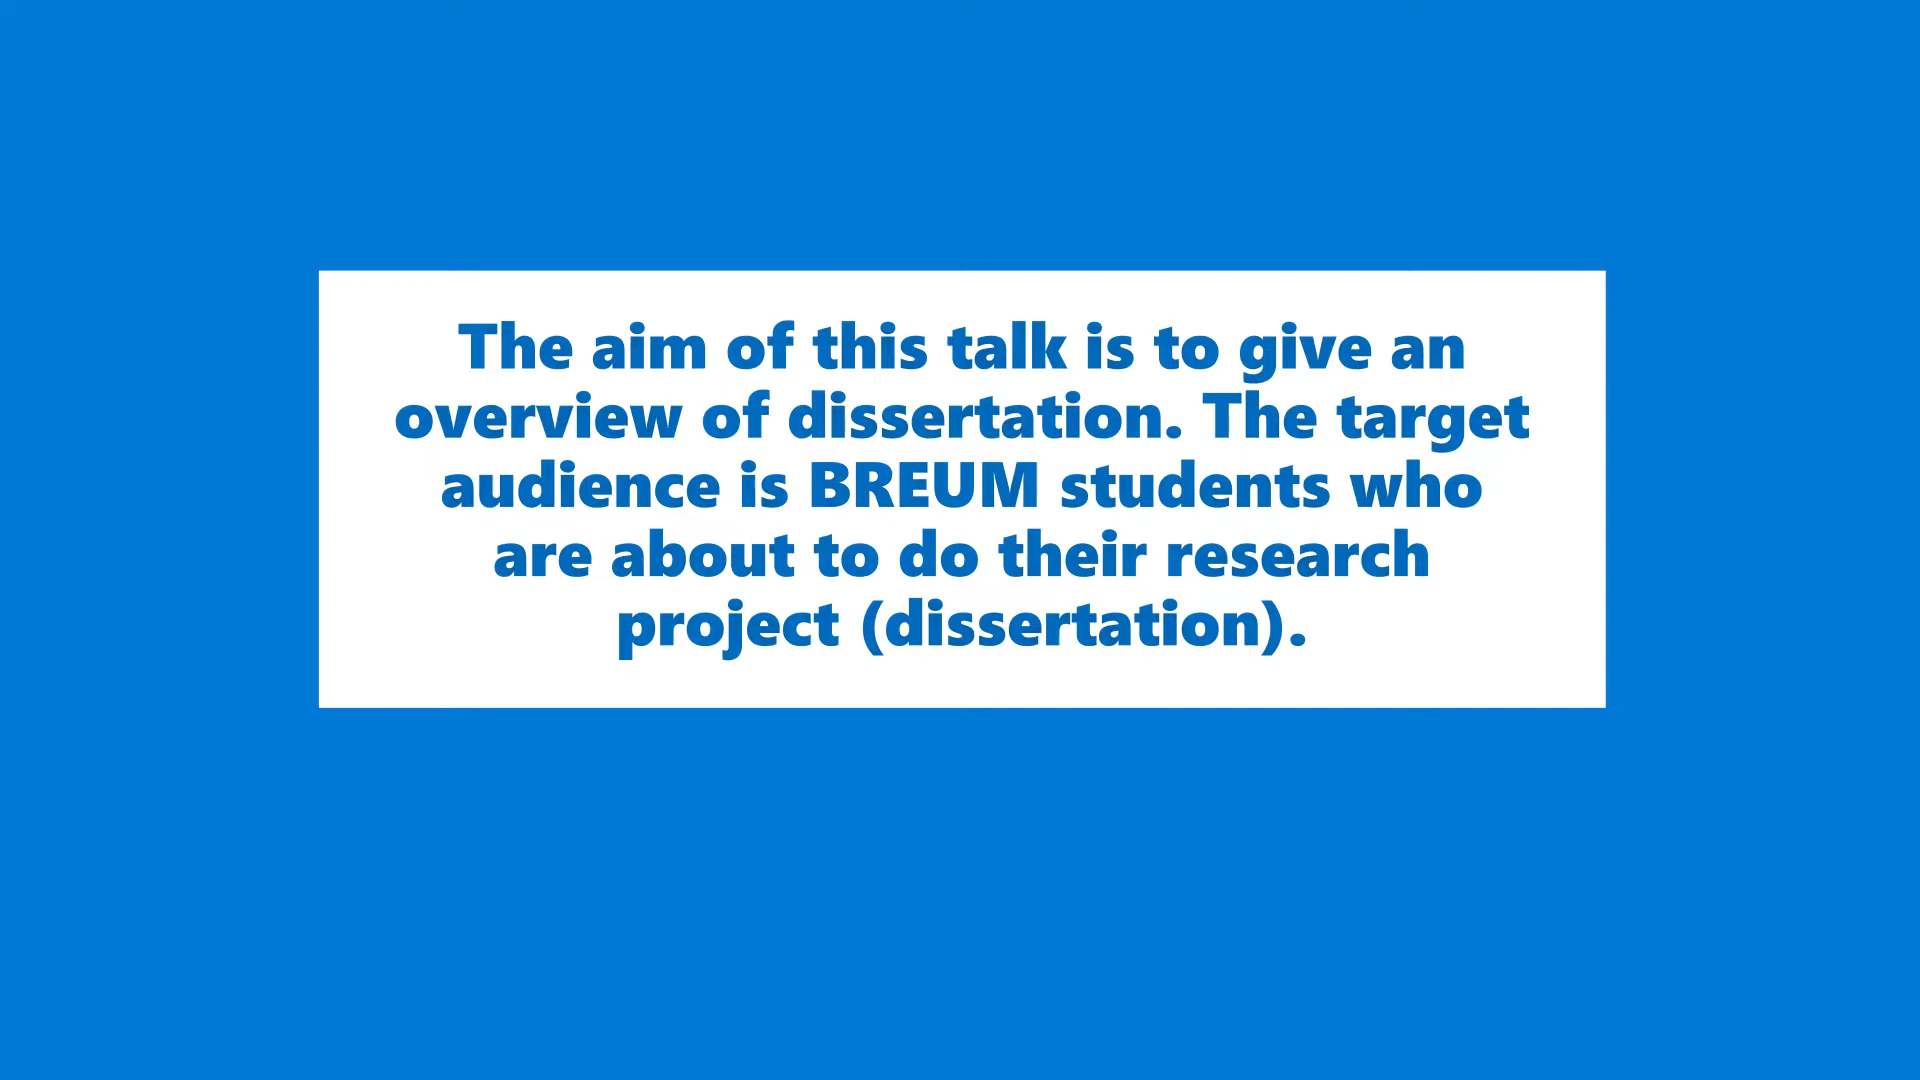 The aim of this talk is to give an
overview of dissertation. The target
audience is BREUM students who
are about to do their research
project (dissertation).